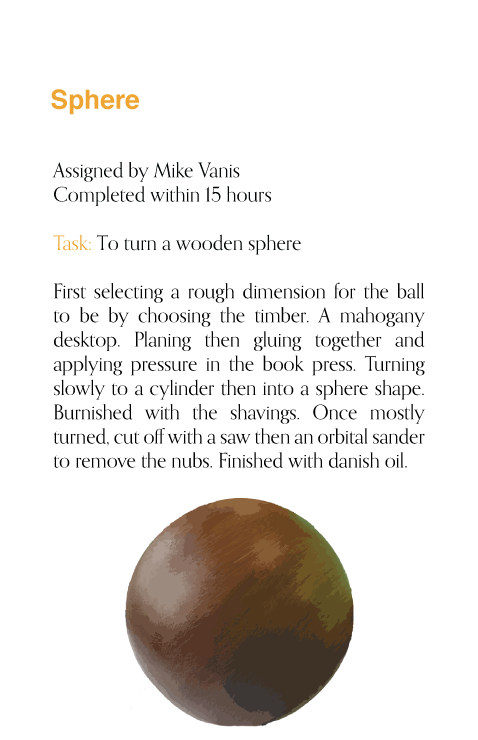 Sphere
Assigned by Mike Vanis
Completed within 15 hours
Task: To turn a wooden sphere
First selecting a rough dimension for the ball
to be by choosing the timber. A mahogany
desktop. Planing then gluing together and
applying pressure in the book press. Turning
slowly to a cylinder then into a sphere shape.
Burnished with the shavings. Once mostly
turned, cut off with a saw then an orbital sander
to remove the nubs. Finished with danish oil.